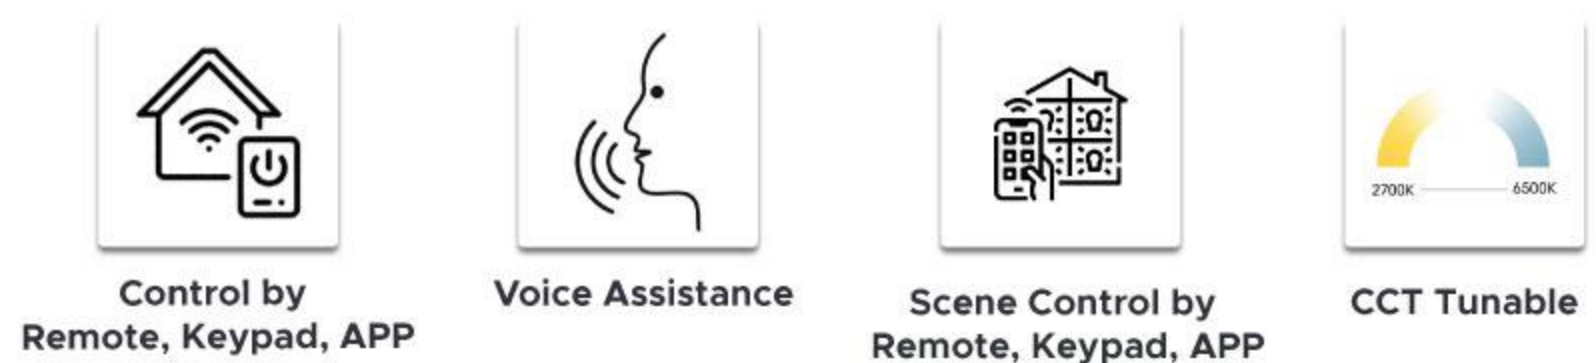 2700K
6500K
Control by
Remote, Keypad, APP
Voice Assistance
Scene Control by
Remote, Keypad, APP
CCT Tunable